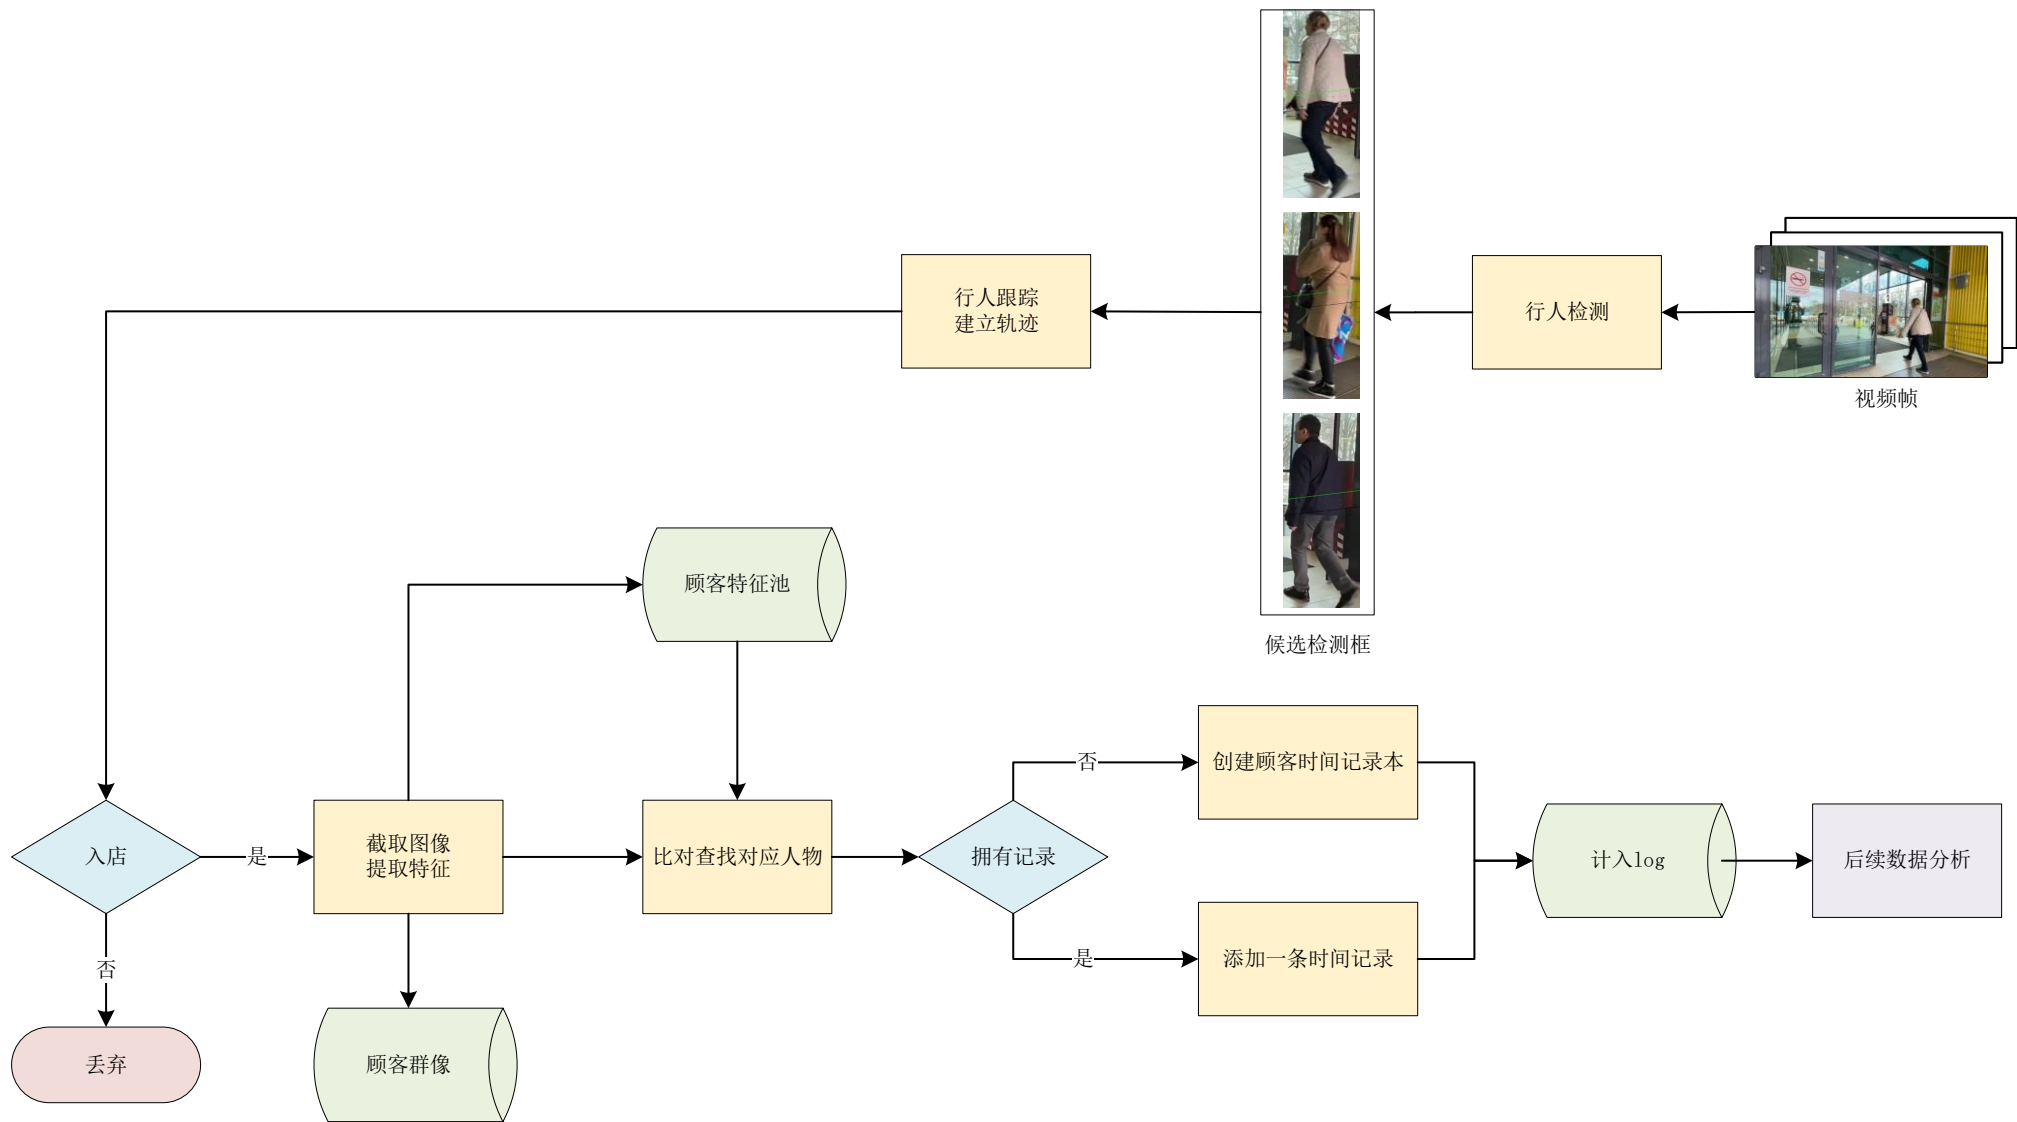 行人跟踪
建立轨迹
行人检测
视频帧
候选检测框
顾客特征池
创建顾客时间记录本
否
入店
是
截取图像
提取特征
比对查找对应人物
拥有记录
计入log
后续数据分析
是
添加一条时间记录
否
丢弃
顾客群像